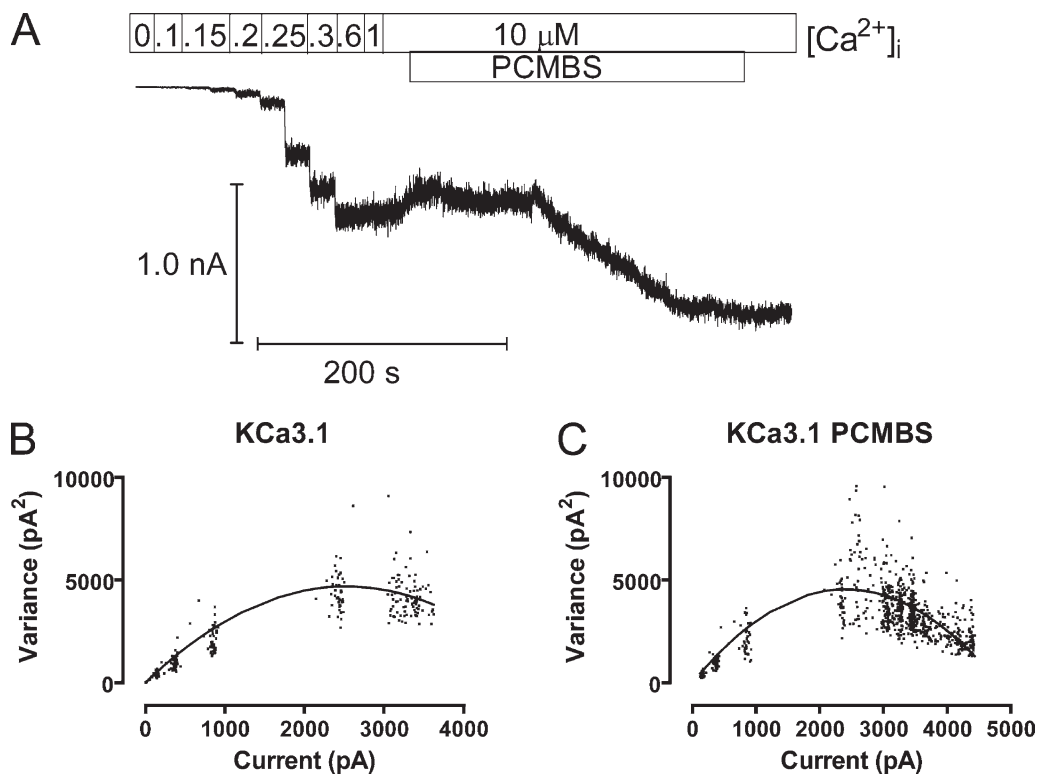 A
0 .1 .15 .2 .25 .3 .6 1 10 μM [Ca²⁺]i
PCMBS
1.0 nA
200 s
B KCa3.1
Variance (pA²)
10000
5000
0
0 1000 2000 3000 4000
Current (pA)
C KCa3.1 PCMBS
Variance (pA²)
10000
5000
0
0 1000 2000 3000 4000 5000
Current (pA)